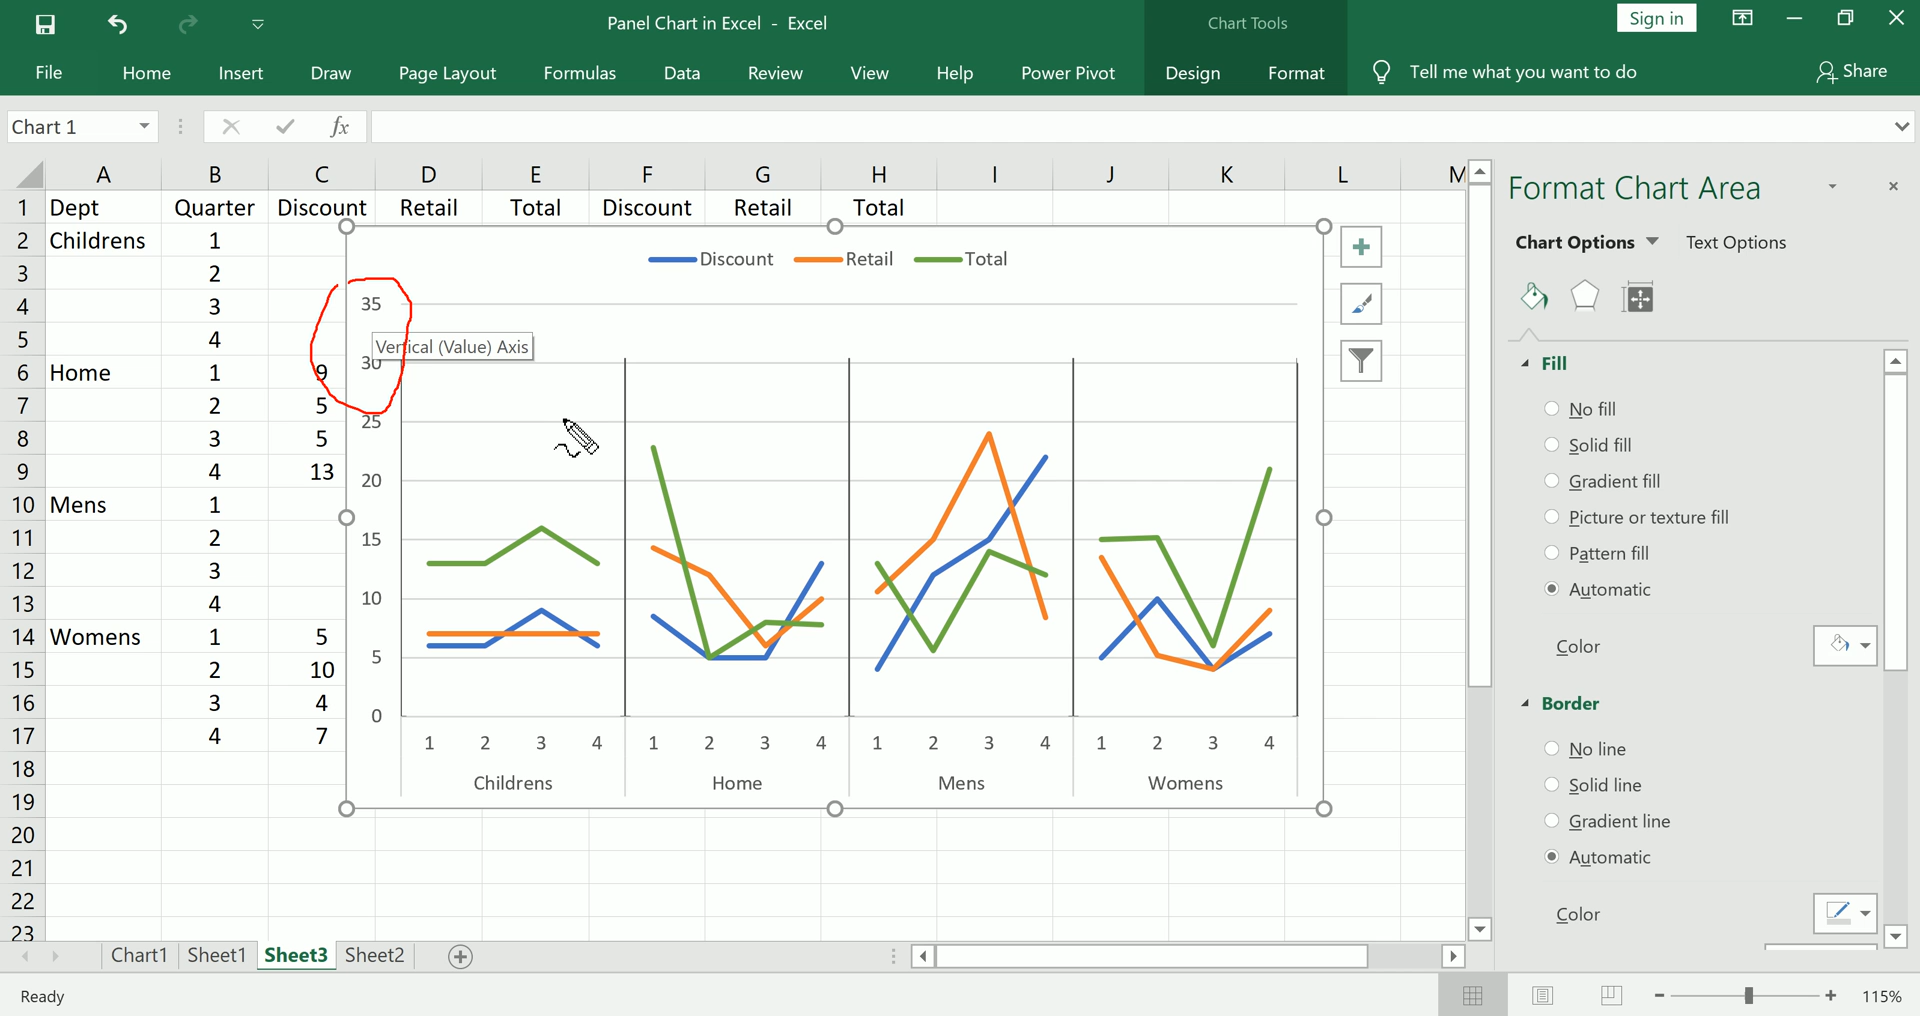 Panel Chart in Excel - Excel
Chart Tools
Sign in
File Home Insert Draw Page Layout Formulas Data Review View Help Power Pivot Design Format Tell me what you want to do Share
Chart 1 fx
A B C D E F G H I J K L M
1 Dept Quarter Discount Retail Total Discount Retail Total
2 Childrens 1
3 2
4 3
5 4
6 Home 1 9
7 2 5
8 3 5
9 4 13
10 Mens 1
11 2
12 3
13 4
14 Womens 1 5
15 2 10
16 3 4
17 4 7
18
19
20
21
22
23
Discount Retail Total
35
Vertical (Value) Axis
30
25
20
15
10
5
0
1 2 3 4 1 2 3 4 1 2 3 4 1 2 3 4
Childrens Home Mens Womens
Format Chart Area
Chart Options Text Options
Fill
No fill
Solid fill
Gradient fill
Picture or texture fill
Pattern fill
Automatic
Color
Border
No line
Solid line
Gradient line
Automatic
Color
Chart1 Sheet1 Sheet3 Sheet2
Ready 115%